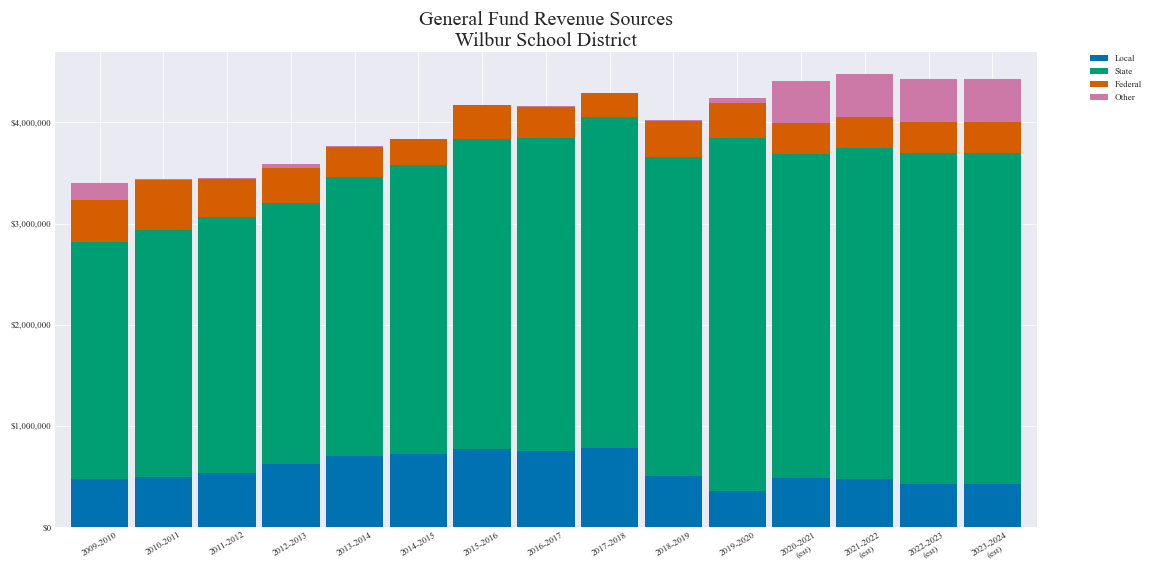 General Fund Revenue Sources
Wilbur School District
Local
State
Federal
Other
$4,000,000
$3,000,000
$2,000,000
$1,000,000
$0
2009-2010
2010-2011
2011-2012
2012-2013
2013-2014
2014-2015
2015-2016
2016-2017
2017-2018
2018-2019
2019-2020
2020-2021
(est)
2021-2022
(est)
2022-2023
(est)
2023-2024
(est)